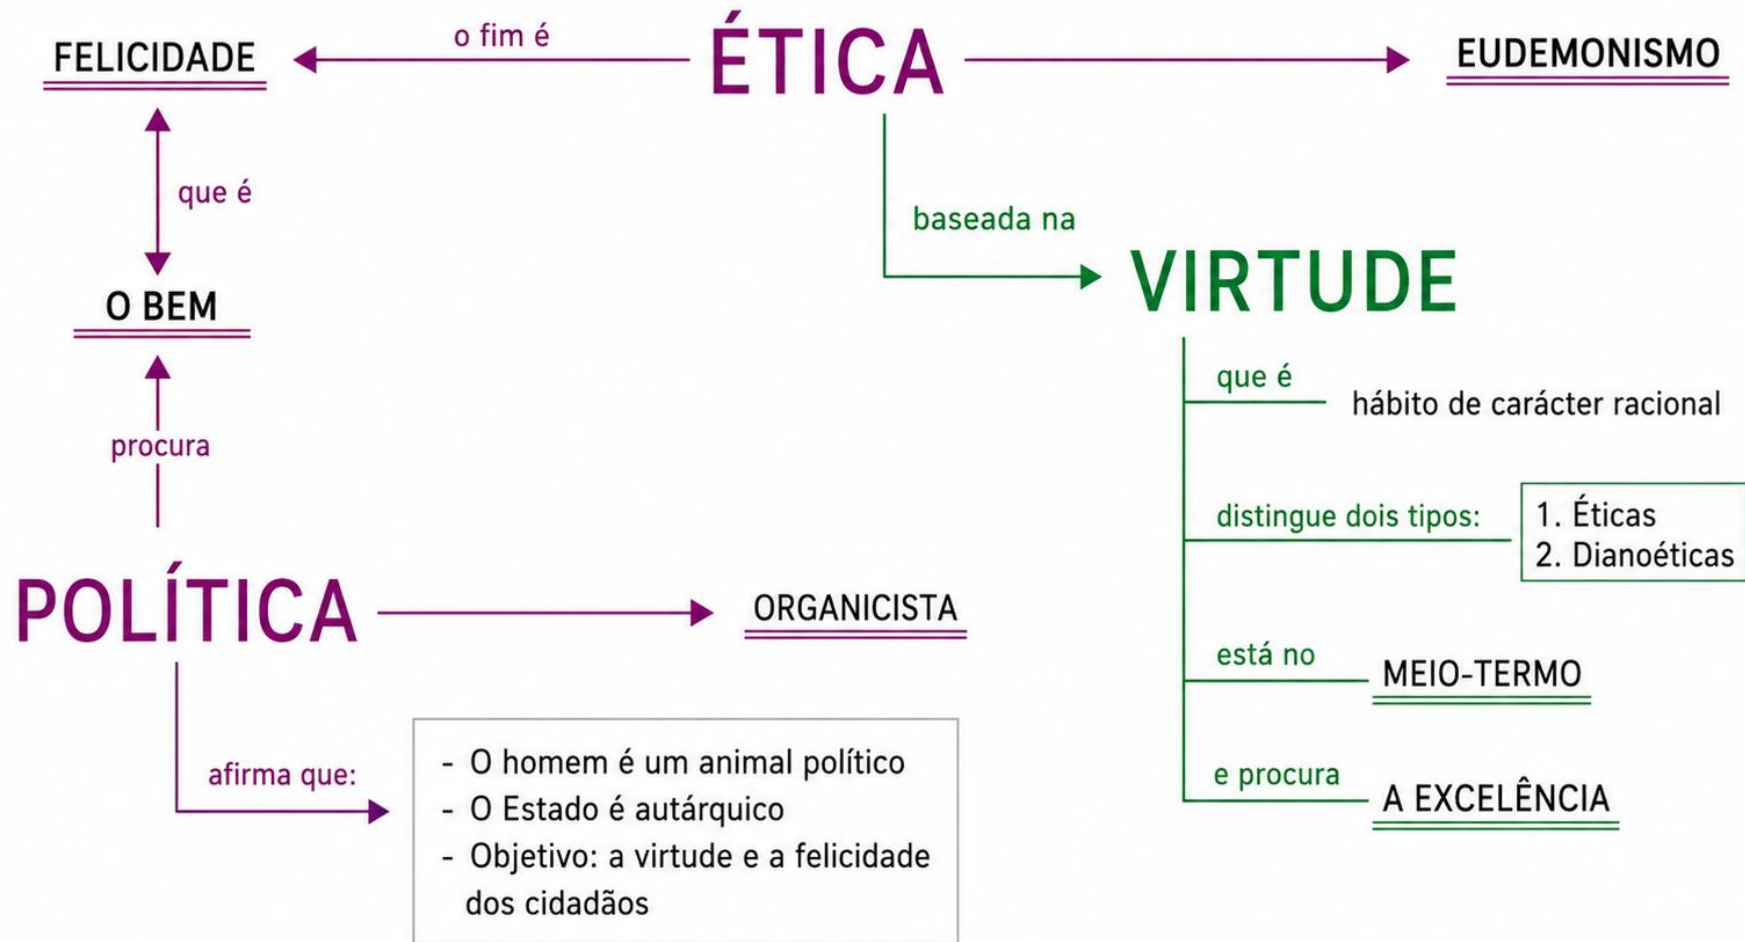 o fim é
FELICIDADE
ÉTICA
EUDEMONISMO
que é
baseada na
VIRTUDE
O BEM
que é
hábito de carácter racional
procura
distingue dois tipos:
1. Éticas
2. Dianoéticas
POLÍTICA
ORGANICISTA
está no
MEIO-TERMO
afirma que:
- O homem é um animal político
- O Estado é autárquico
- Objetivo: a virtude e a felicidade
dos cidadãos
e procura
A EXCELÊNCIA